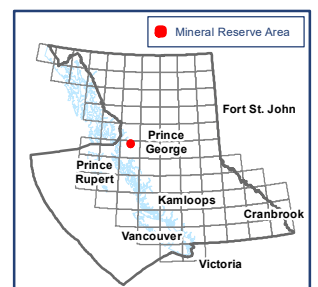 Mineral Reserve Area
Fort St. John
Prince
George
Prince
Rupert
Kamloops
Cranbrook
Vancouver
Victoria